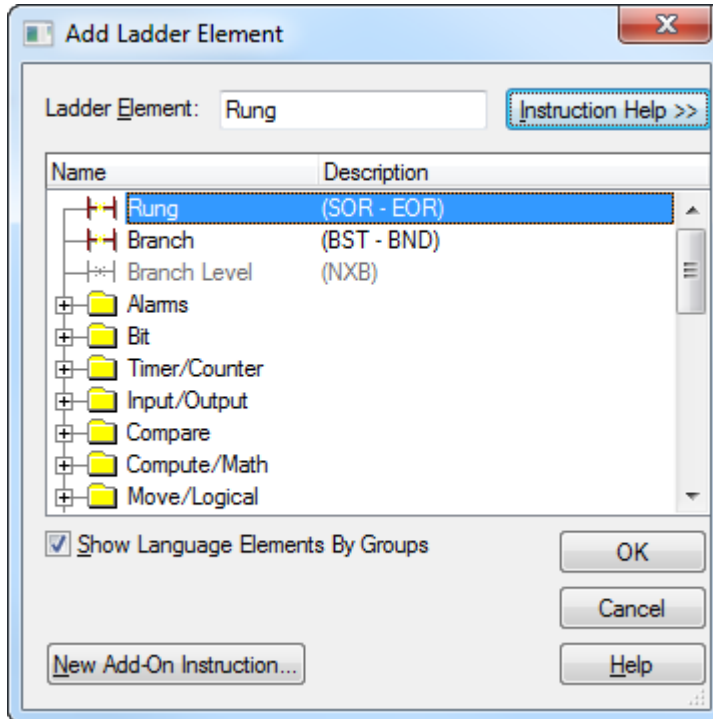 Add Ladder Element
Ladder Element: Rung Instruction Help >>
Name Description
Rung (SOR - EOR)
Branch (BST - BND)
Branch Level (NXB)
Alarms
Bit
Timer/Counter
Input/Output
Compare
Compute/Math
Move/Logical
Show Language Elements By Groups
OK
Cancel
New Add-On Instruction...
Help